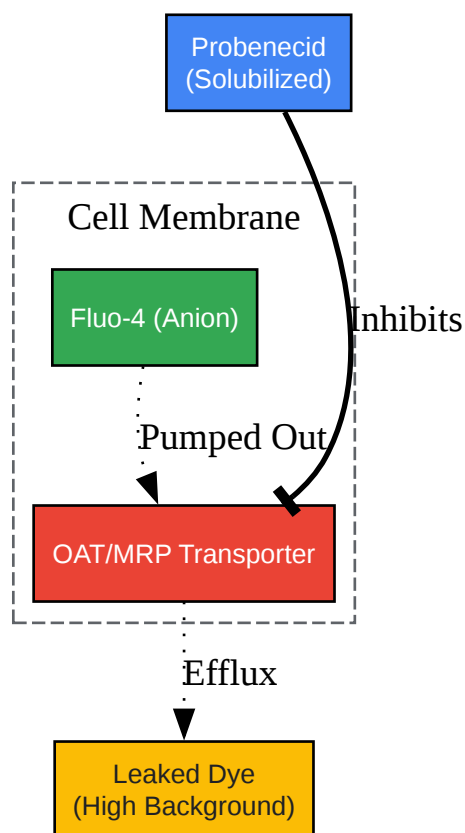 Probenecid
(Solubilized)
Cell Membrane
Fluo-4 (Anion)
Inhibits
Pumped Out
OAT/MRP Transporter
Efflux
Leaked Dye
(High Background)